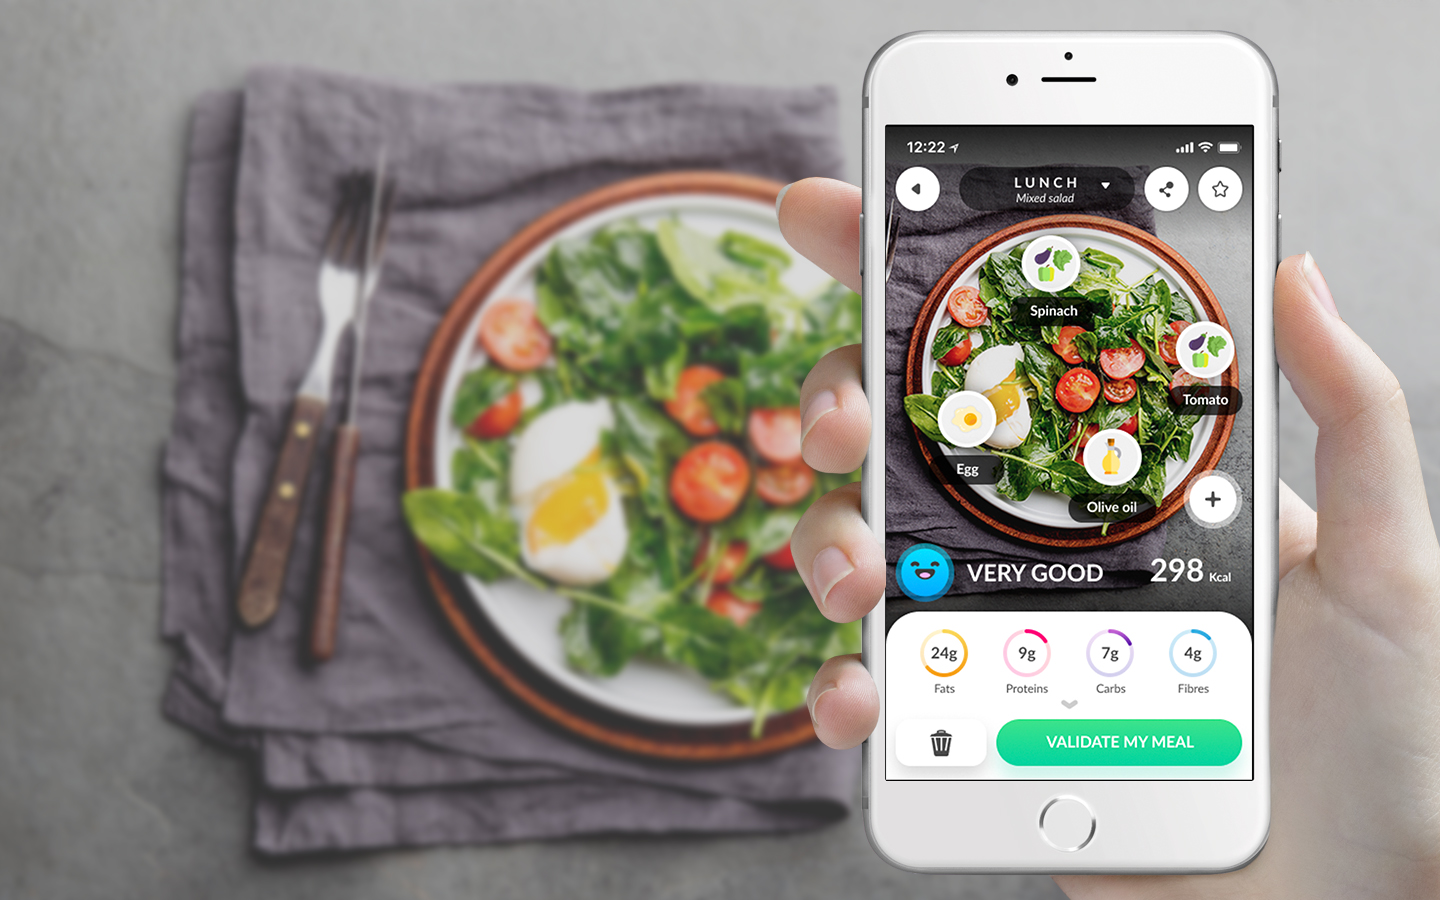 12:22
LUNCH
Mixed salad
Spinach
Tomato
Egg
Olive oil
VERY GOOD
298 Kcal
24g
9g
7g
4g
Fats
Proteins
Carbs
Fibres
VALIDATE MY MEAL